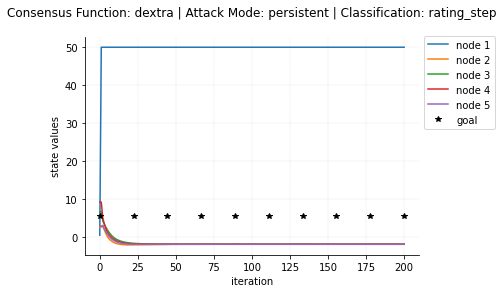 Consensus Function: dextra | Attack Mode: persistent | Classification: rating_step
50
40
30
20
10
0
state values
0 25 50 75 100 125 150 175 200
iteration
node 1
node 2
node 3
node 4
node 5
goal